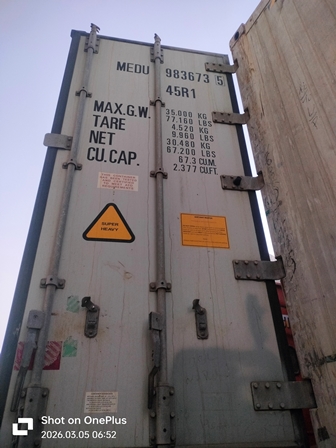 MEDU 983673 5
45R1
MAX.G.W. 35.000 KG
77.160 LBS
TARE 4.520 KG
9.960 LBS
NET 30.480 KG
67.200 LBS
CU.CAP. 67.3 CU.M.
2.377 CU.FT.
SUPER
HEAVY
Shot on OnePlus
2026.03.05 06:52